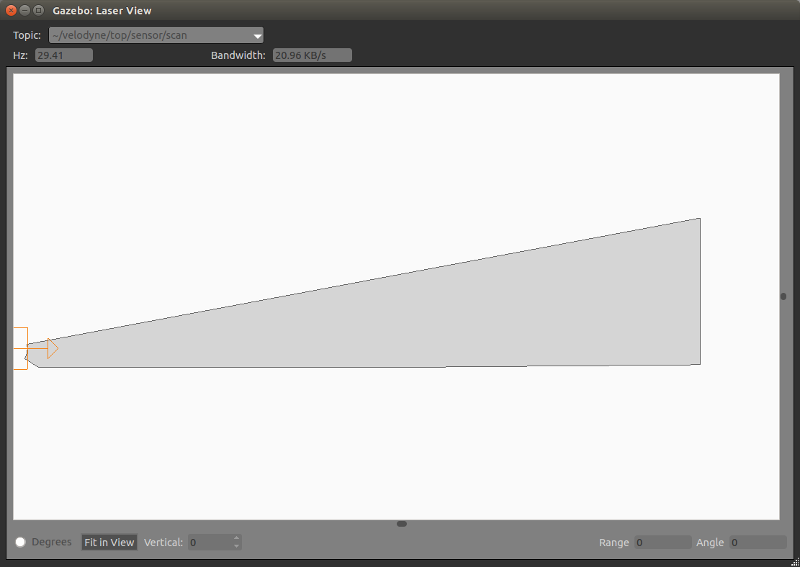 Gazebo: Laser View
Topic: ~/velodyne/top/sensor/scan
Hz: 29.41 Bandwidth: 20.96 KB/s
Degrees Fit in View Vertical: 0 Range 0 Angle 0